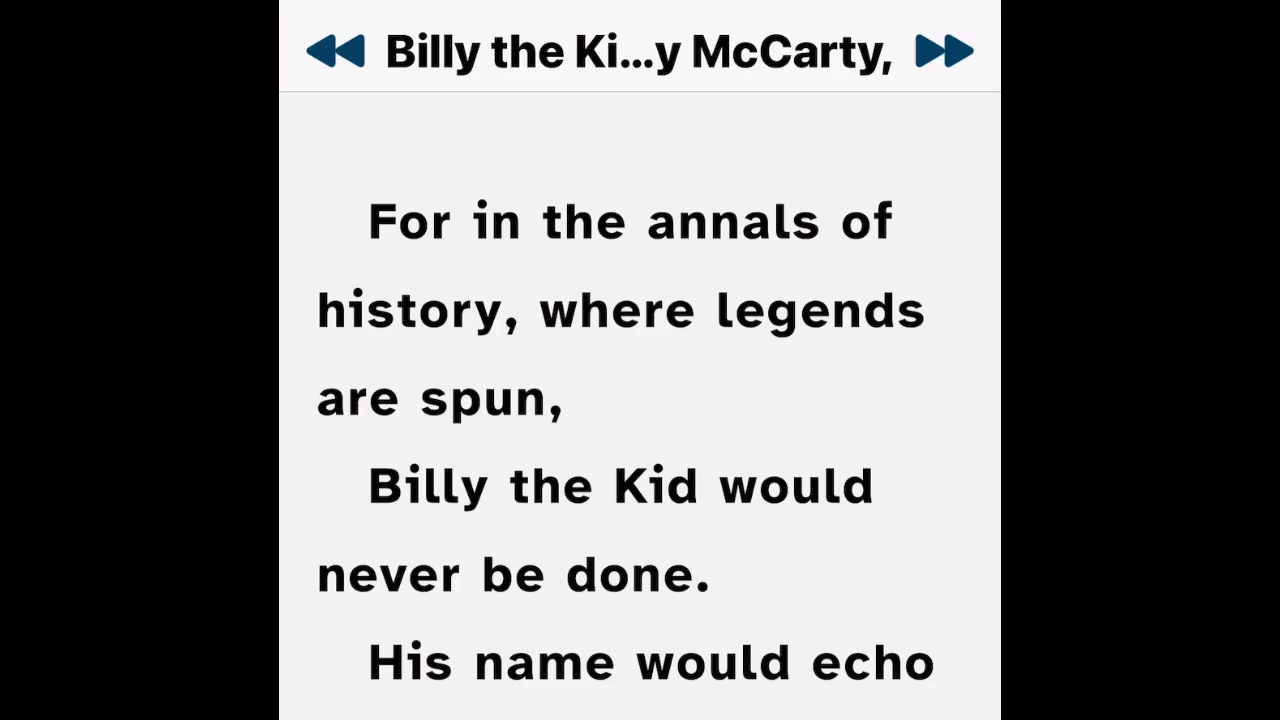 Billy the Ki...y McCarty,
For in the annals of
history, where legends
are spun,
Billy the Kid would
never be done.
His name would echo